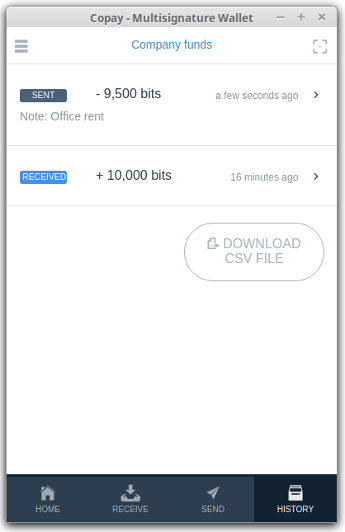 Copay - Multisignature Wallet
Company funds
SENT - 9,500 bits a few seconds ago
Note: Office rent
RECEIVED + 10,000 bits 16 minutes ago
DOWNLOAD
CSV FILE
HOME RECEIVE SEND HISTORY